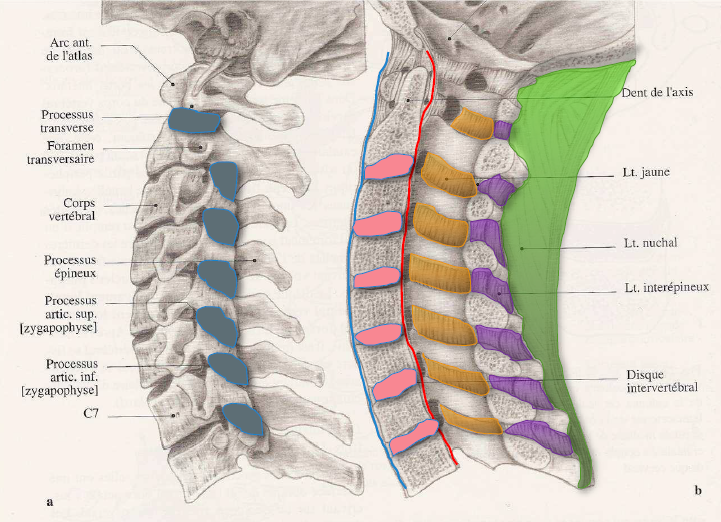 Arc ant.
de l'atlas
Processus
transverse
Foramen
transversaire
Corps
vertébral
Processus
épineux
Processus
artic. sup.
[zygapophyse]
Processus
artic. inf.
[zygapophyse]
C7
a
Dent de l'axis
Lt. jaune
Lt. nuchal
Lt. interépineux
Disque
intervertébral
b